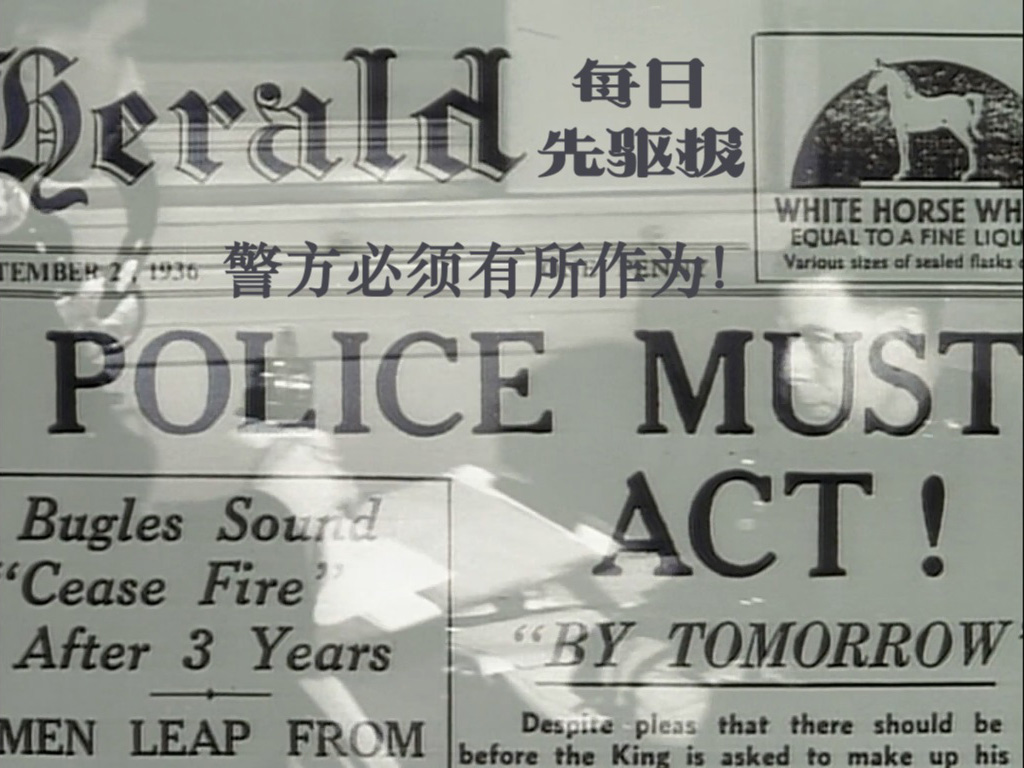 Herald
每日
先驱报
WHITE HORSE WH
EQUAL TO A FINE LIQU
Various sizes of sealed flasks
TEMBER 2 , 1936
警方必须有所作为!
PENNY
POLICE MUST
ACT!
Bugles Sound
“Cease Fire”
After 3 Years
MEN LEAP FROM
“BY TOMORROW”
Despite pleas that there should be
before the King is asked to make up his